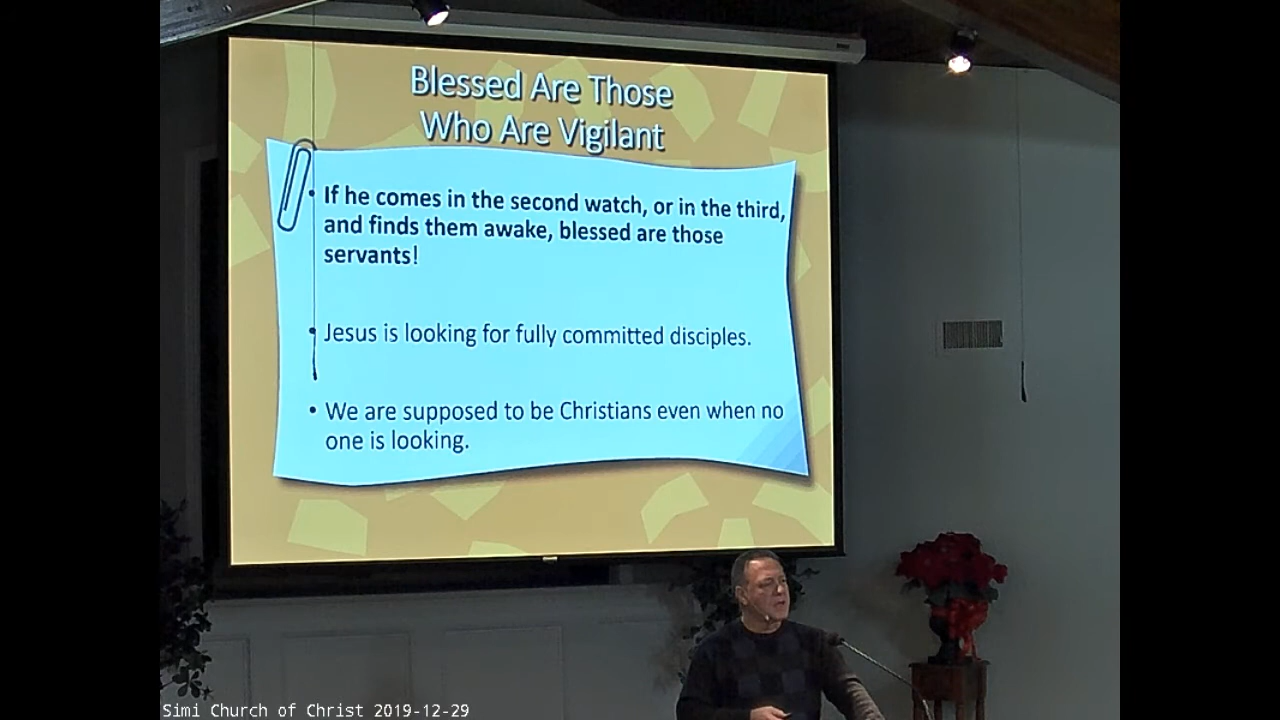 Blessed Are Those
Who Are Vigilant
• If he comes in the second watch, or in the third,
and finds them awake, blessed are those
servants!
• Jesus is looking for fully committed disciples.
• We are supposed to be Christians even when no
one is looking.
Simi Church of Christ 2019-12-29